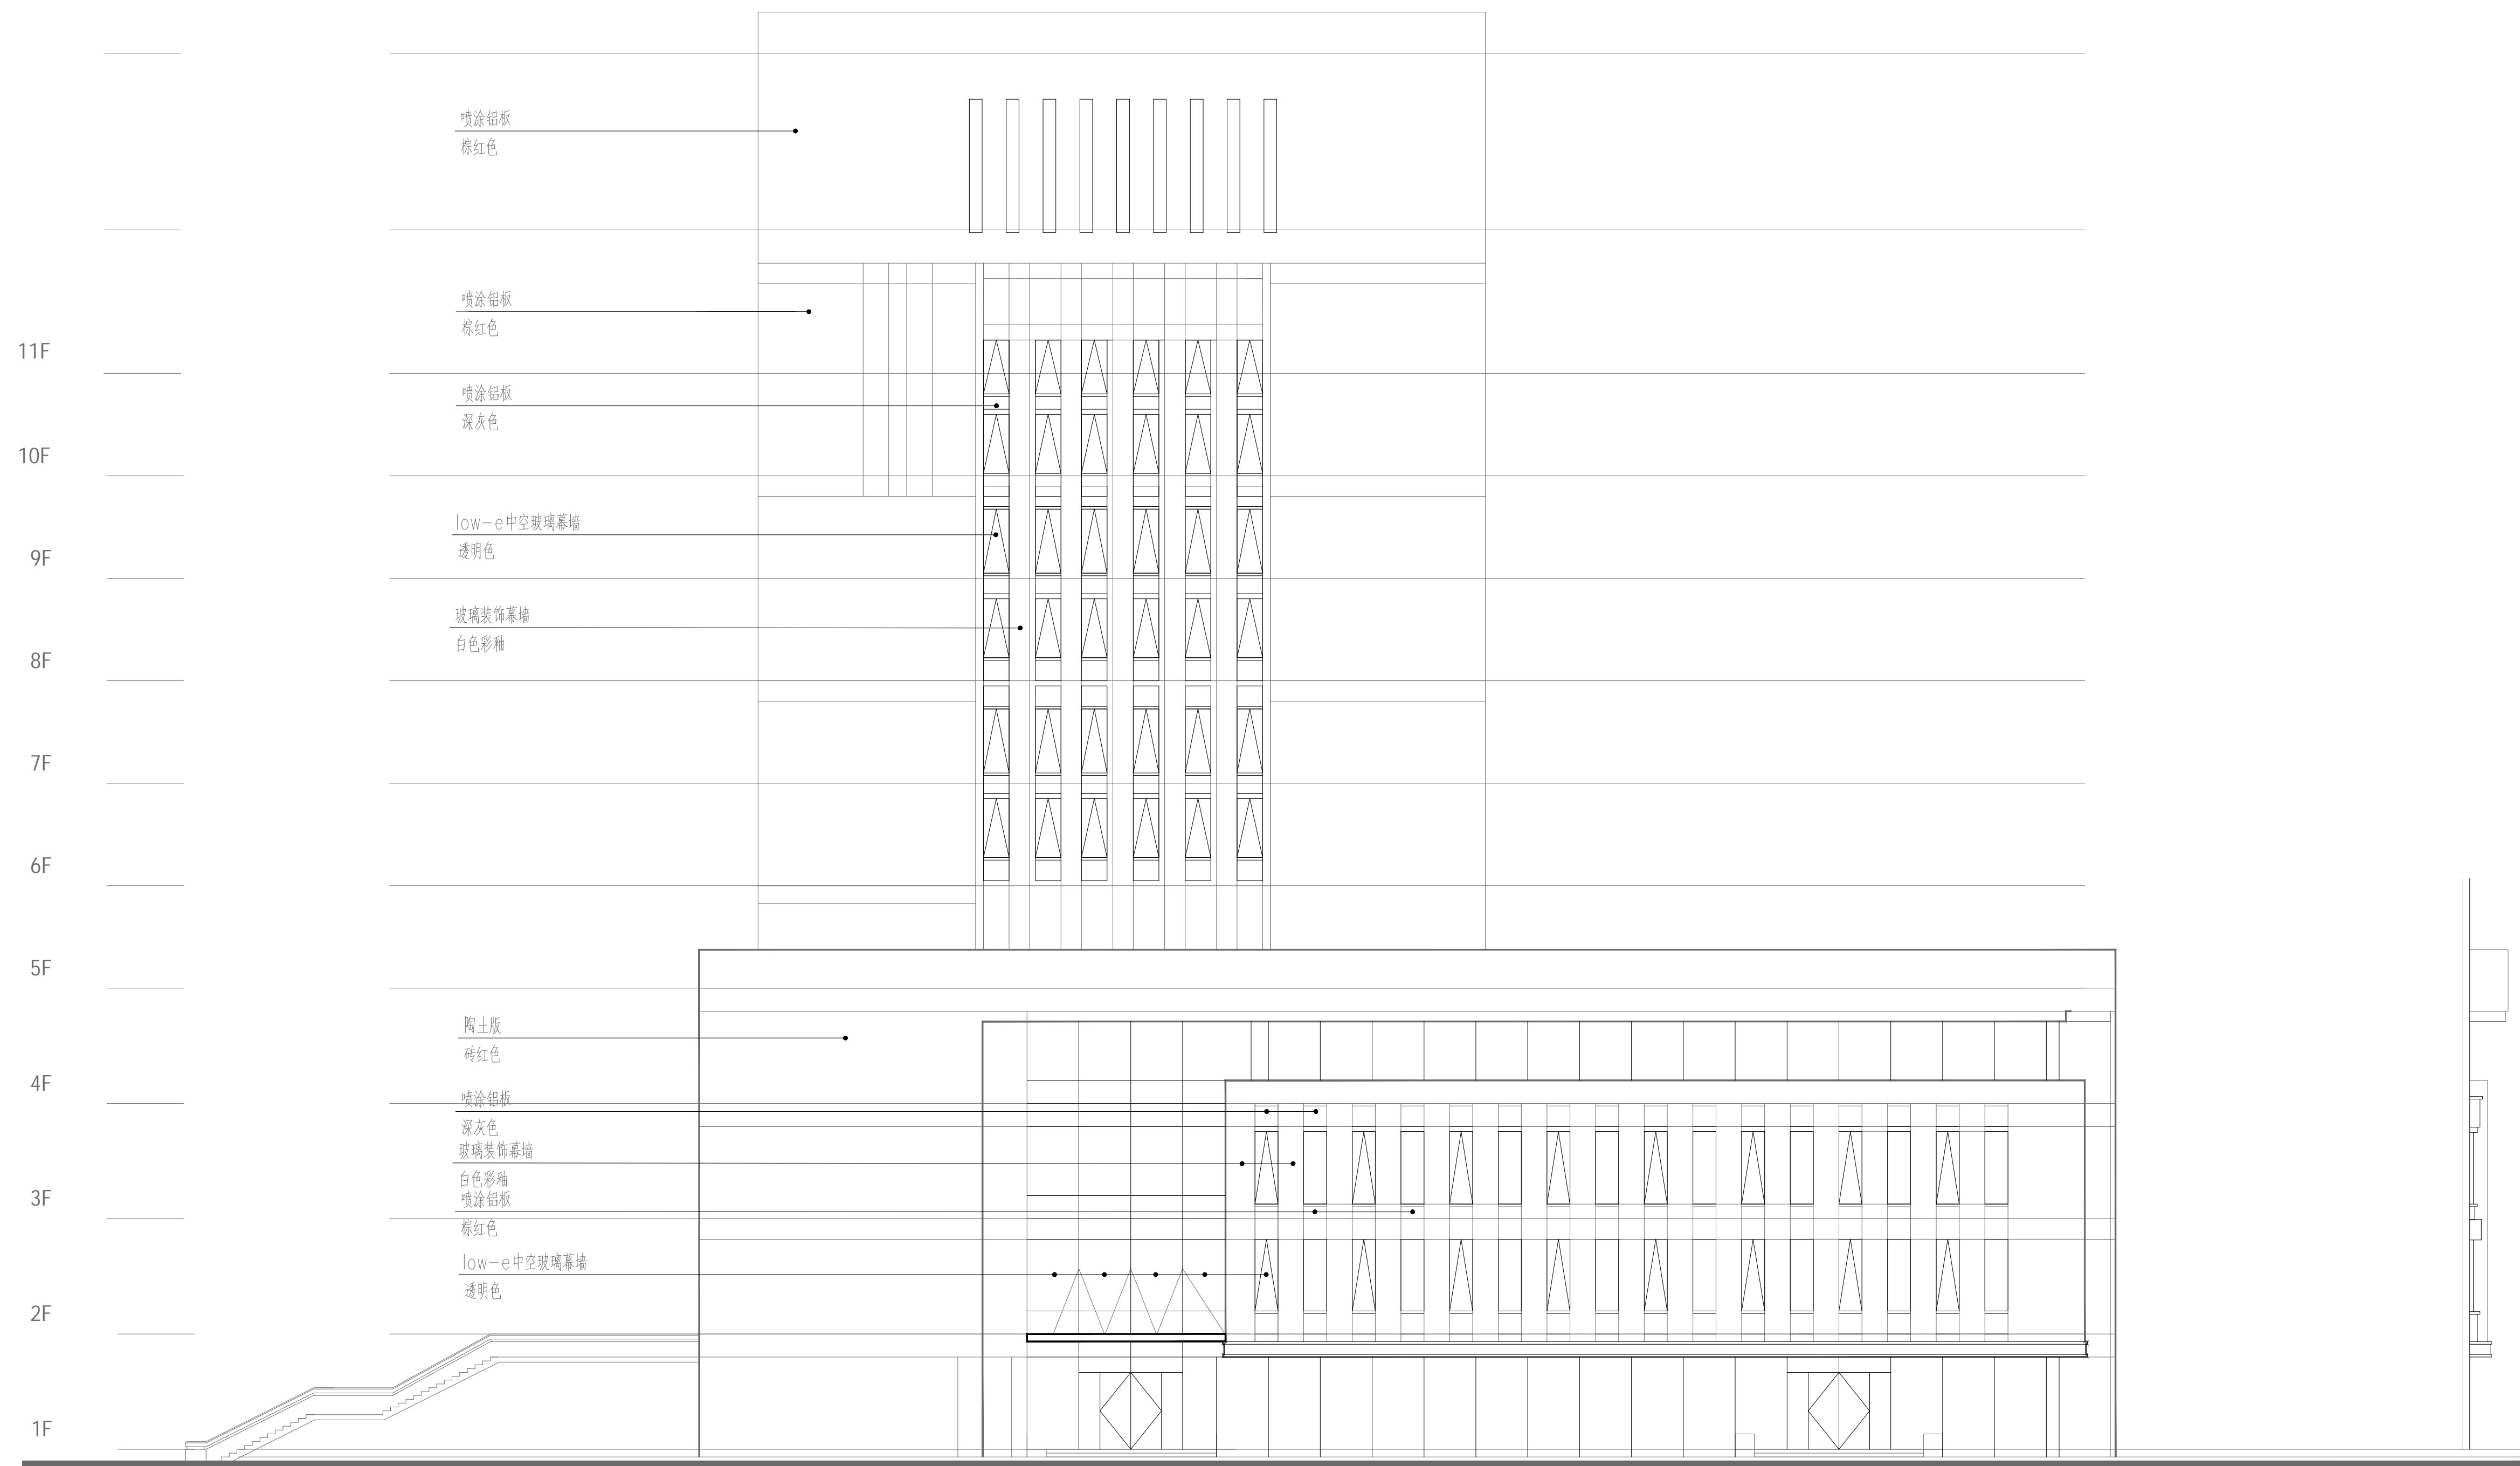 喷涂铝板
棕红色
喷涂铝板
棕红色
11F
喷涂铝板
深灰色
10F
low-e中空玻璃幕墙
透明色
9F
玻璃装饰幕墙
白色彩釉
8F
7F
6F
5F
陶土版
砖红色
4F
喷涂铝板
深灰色
玻璃装饰幕墙
白色彩釉
3F
喷涂铝板
棕红色
low-e中空玻璃幕墙
透明色
2F
1F